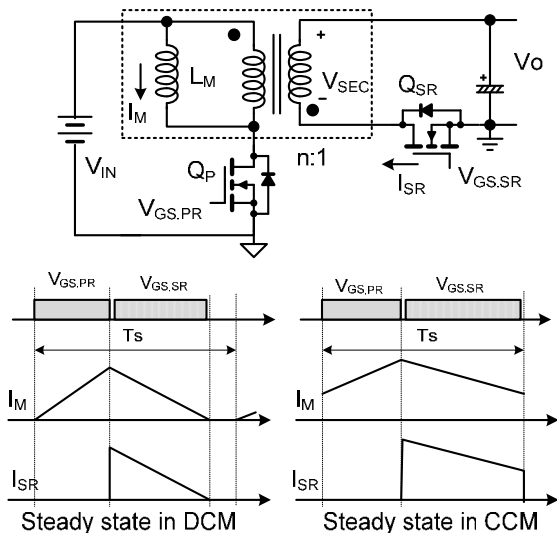 L_M
I_M
V_IN
+
V_SEC
−
n:1
Q_P
V_GS.PR
Q_SR
I_SR
V_GS.SR
+
Vo
V_GS.PR V_GS.SR
Ts
I_M
I_SR
Steady state in DCM
V_GS.PR V_GS.SR
Ts
I_M
I_SR
Steady state in CCM